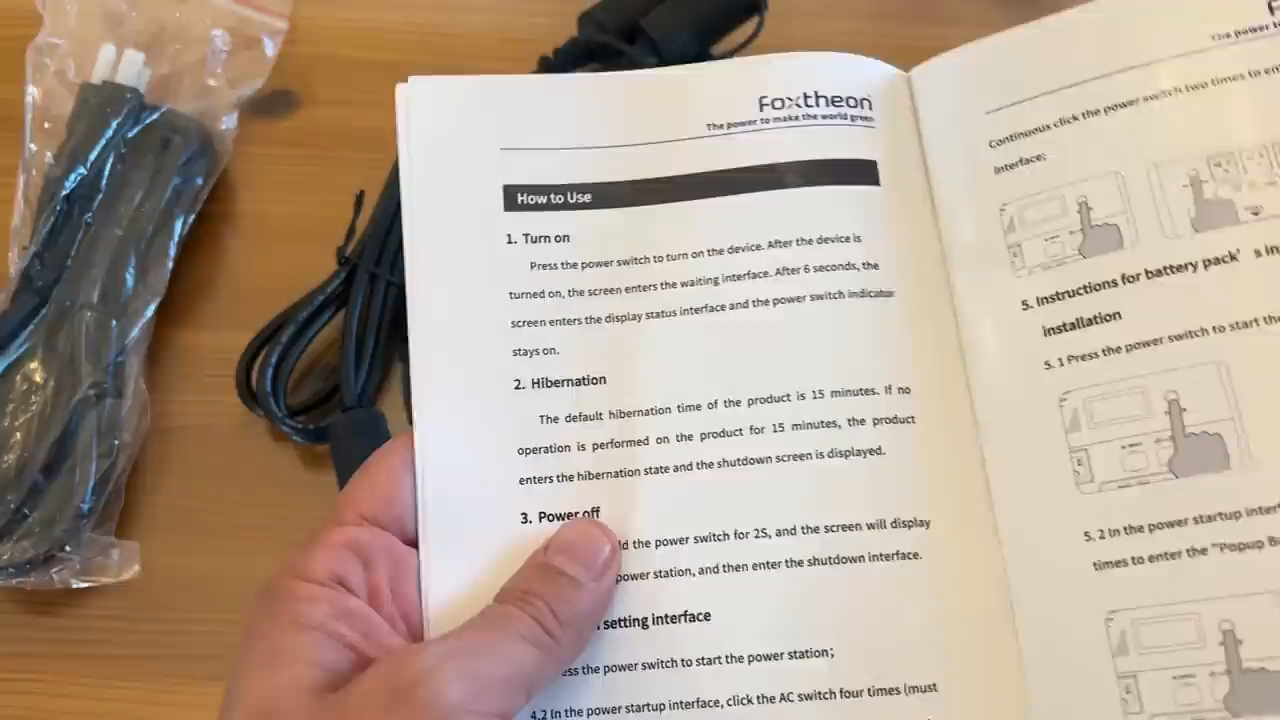 Foxtheon
The power to make the world green
How to Use
1. Turn on
Press the power switch to turn on the device. After the device is
turned on, the screen enters the waiting interface. After 6 seconds, the
screen enters the display status interface and the power switch indicator
stays on.
2. Hibernation
The default hibernation time of the product is 15 minutes. If no
operation is performed on the product for 15 minutes, the product
enters the hibernation state and the shutdown screen is displayed.
3. Power off
ld the power switch for 2S, and the screen will display
power station, and then enter the shutdown interface.
setting interface
ess the power switch to start the power station;
4.2 In the power startup interface, click the AC switch four times (must
The power t
Continuous click the power switch two times to en
interface;
5. Instructions for battery pack's in
installation
5. 1 Press the power switch to start the
5. 2 In the power startup inter
times to enter the "Popup B